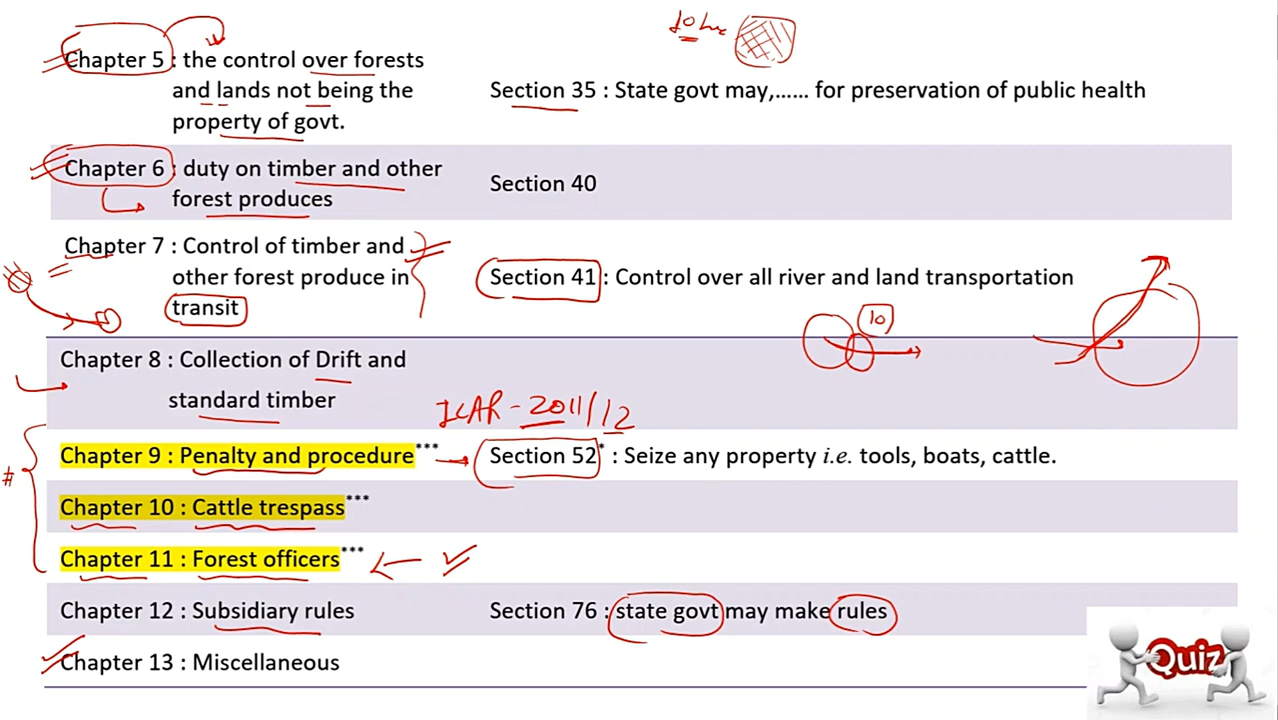 10 ha
Chapter 5 : the control over forests
and lands not being the
property of govt.
Section 35 : State govt may,...... for preservation of public health
Chapter 6 : duty on timber and other
forest produces
Section 40
Chapter 7 : Control of timber and
other forest produce in
transit
Section 41 : Control over all river and land transportation
10
Chapter 8 : Collection of Drift and
standard timber
ICAR - 2011/12
Chapter 9 : Penalty and procedure***
Section 52* : Seize any property i.e. tools, boats, cattle.
#
Chapter 10 : Cattle trespass***
Chapter 11 : Forest officers***
Chapter 12 : Subsidiary rules
Section 76 : state govt may make rules
Chapter 13 : Miscellaneous
Quiz